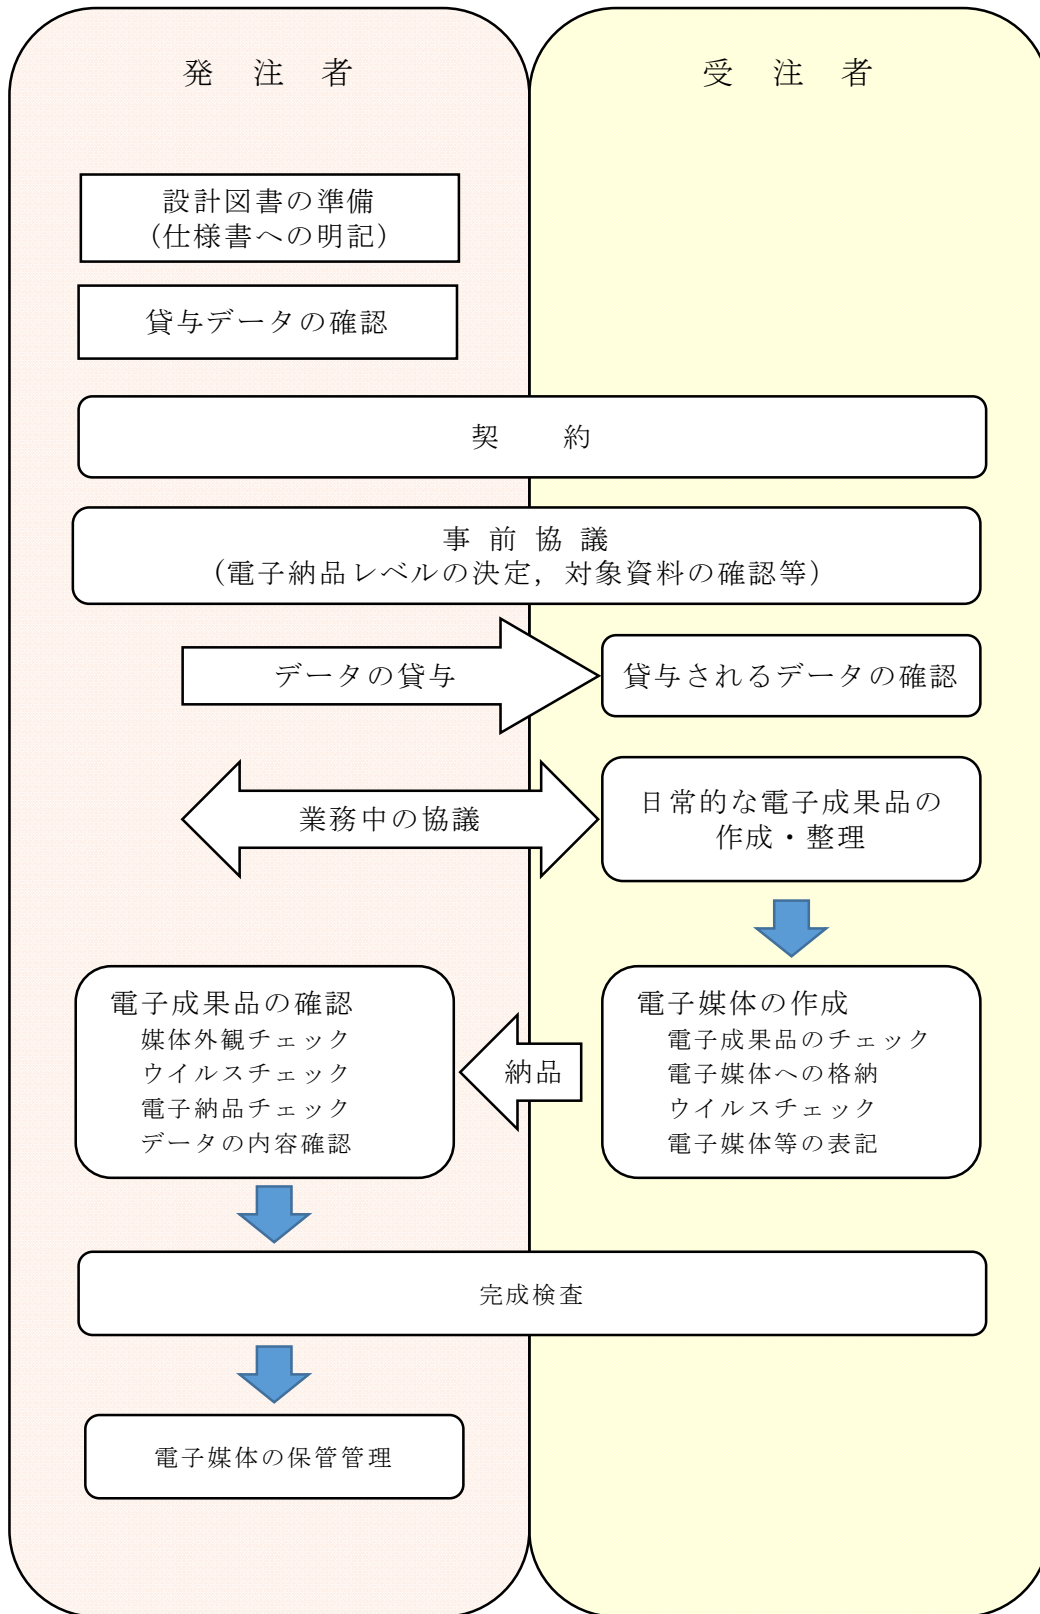 発 注 者
受 注 者
設計図書の準備
(仕様書への明記)
貸与データの確認
契 約
事 前 協 議
(電子納品レベルの決定, 対象資料の確認等)
データの貸与
貸与されるデータの確認
業務中の協議
日常的な電子成果品の
作成・整理
電子成果品の確認
媒体外観チェック
ウイルスチェック
電子納品チェック
データの内容確認
納品
電子媒体の作成
電子成果品のチェック
電子媒体への格納
ウイルスチェック
電子媒体等の表記
完成検査
電子媒体の保管管理